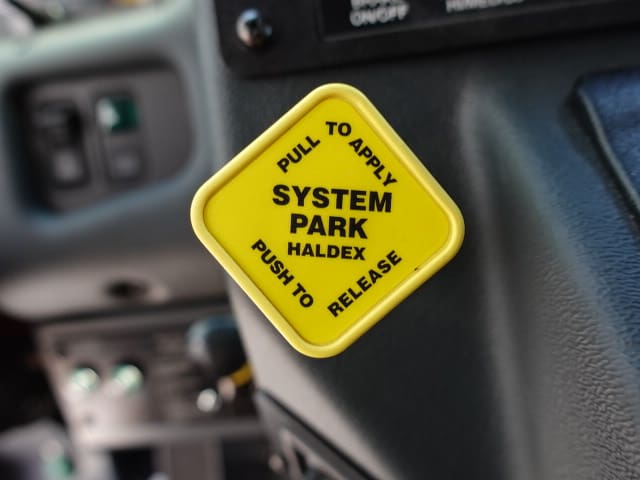 ON/OFF
PULL TO APPLY
SYSTEM
PARK
HALDEX
PUSH TO RELEASE